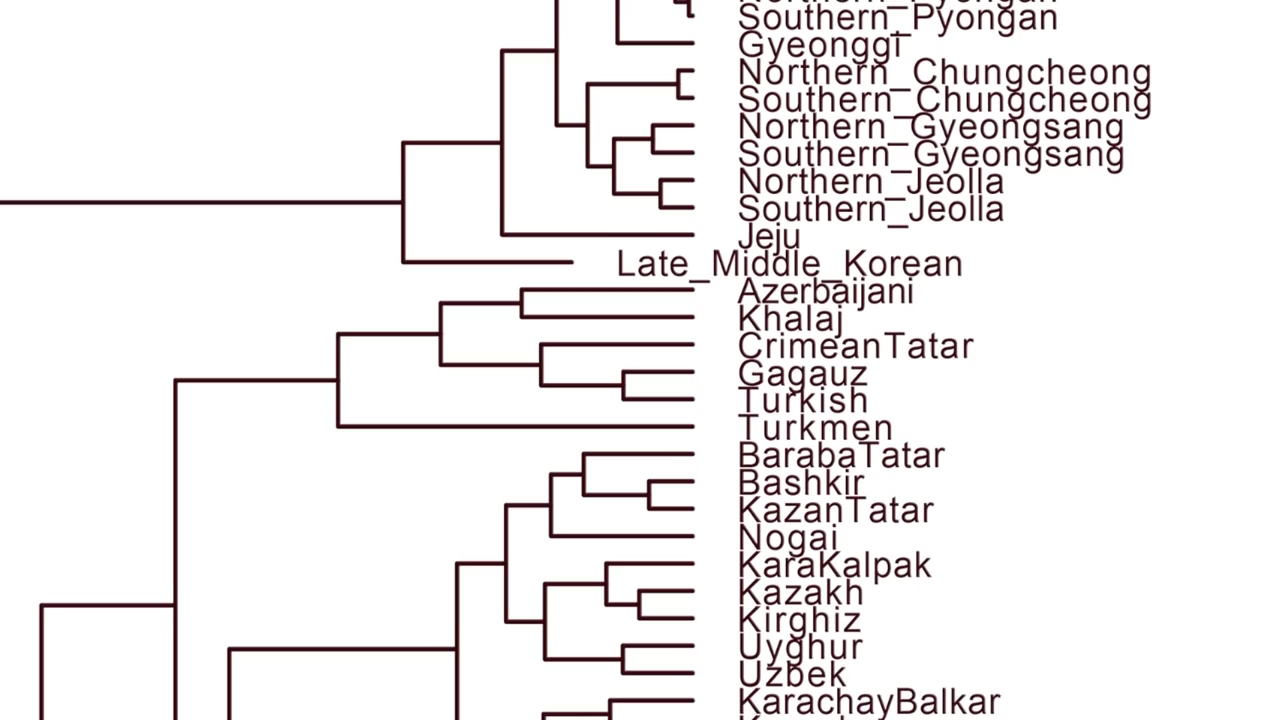 Southern_Pyongan
Gyeonggi
Northern_Chungcheong
Southern_Chungcheong
Northern_Gyeongsang
Southern_Gyeongsang
Northern_Jeolla
Southern_Jeolla
Jeju
Late_Middle_Korean
Azerbaijani
Khalaj
CrimeanTatar
Gagauz
Turkish
Turkmen
BarabaTatar
Bashkir
KazanTatar
Nogai
KaraKalpak
Kazakh
Kirghiz
Uyghur
Uzbek
KarachayBalkar